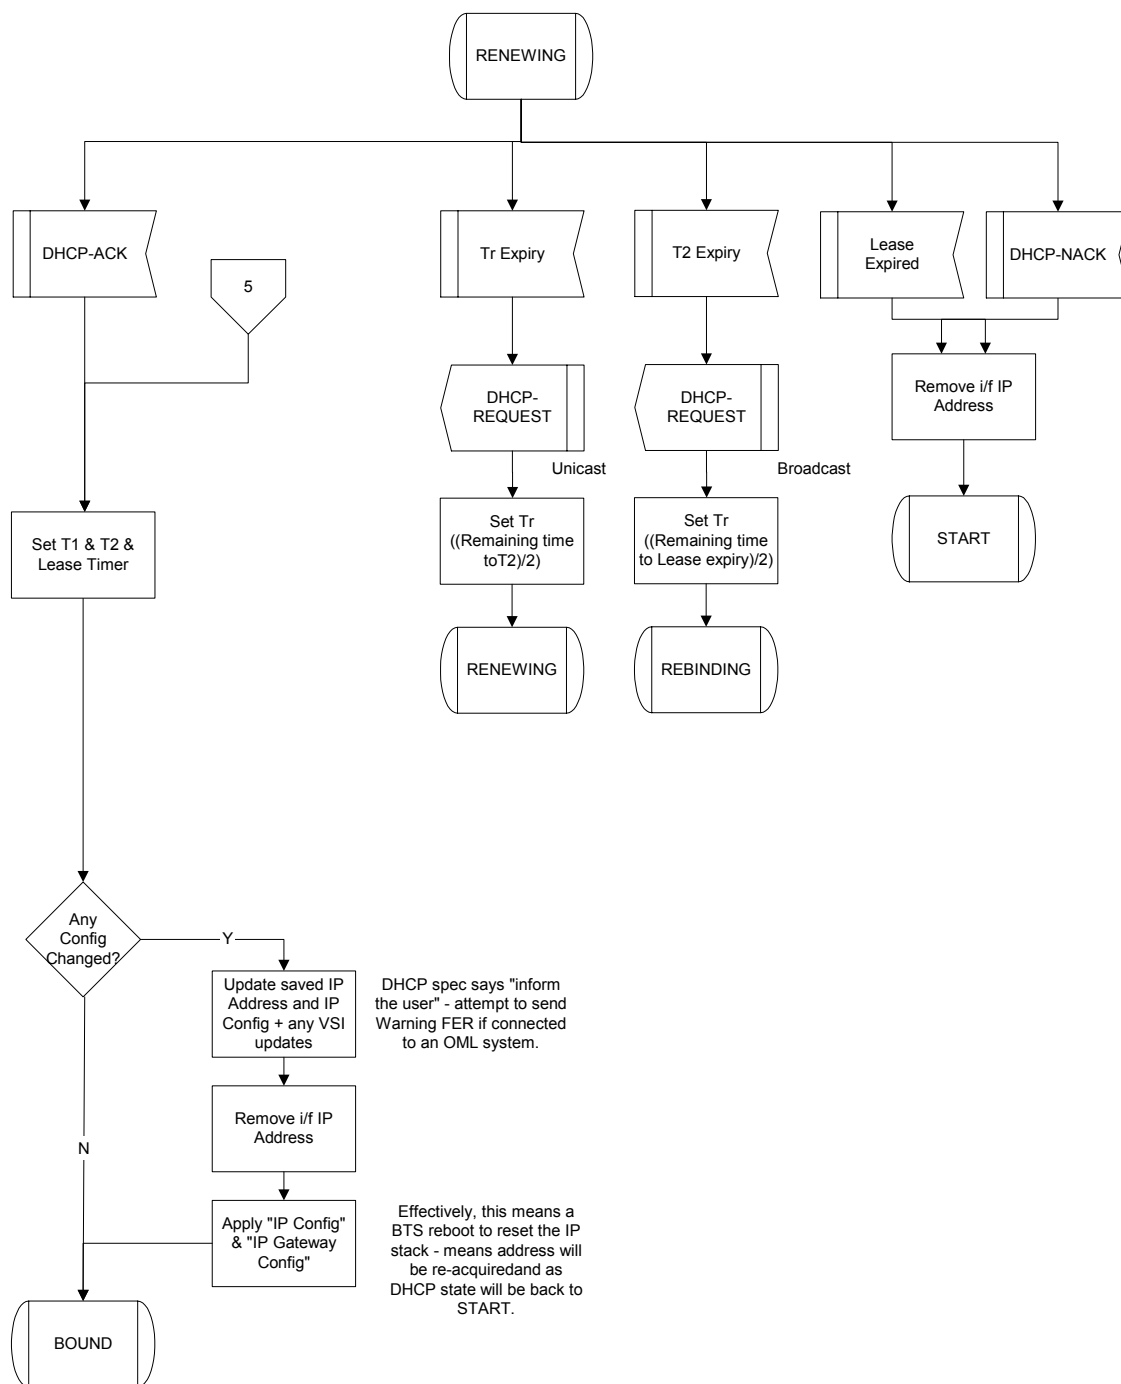 RENEWING
DHCP-ACK
5
Tr Expiry
T2 Expiry
Lease
Expired
DHCP-NACK
DHCP-
REQUEST
Unicast
DHCP-
REQUEST
Broadcast
Remove i/f IP
Address
Set T1 & T2 &
Lease Timer
Set Tr
((Remaining time
toT2)/2)
Set Tr
((Remaining time
to Lease expiry)/2)
START
RENEWING
REBINDING
Any
Config
Changed?
Y
N
Update saved IP
Address and IP
Config + any VSI
updates
DHCP spec says "inform
the user" - attempt to send
Warning FER if connected
to an OML system.
Remove i/f IP
Address
Apply "IP Config"
& "IP Gateway
Config"
Effectively, this means a
BTS reboot to reset the IP
stack - means address will
be re-acquiredand as
DHCP state will be back to
START.
BOUND